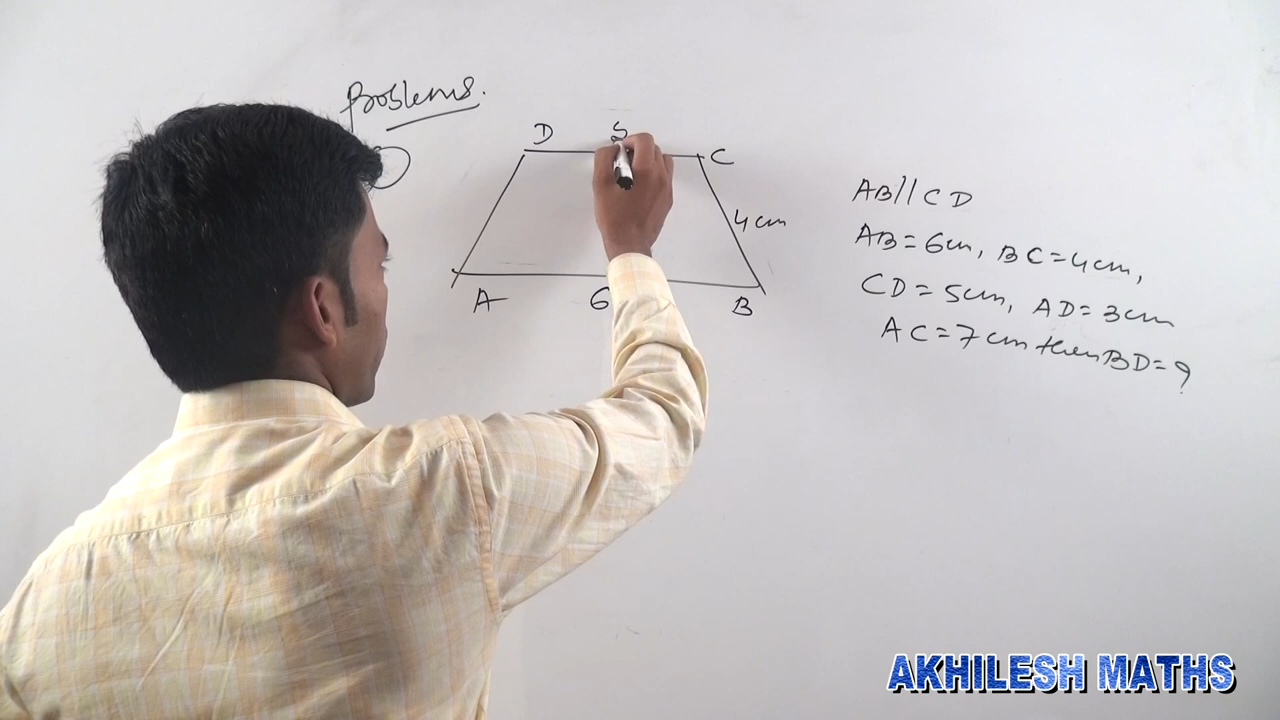 Problems.
D 5 C
4cm
A 6 B
AB//CD
AB=6cm, BC=4cm,
CD=5cm, AD=3cm
AC=7cm then BD=?
AKHILESH MATHS